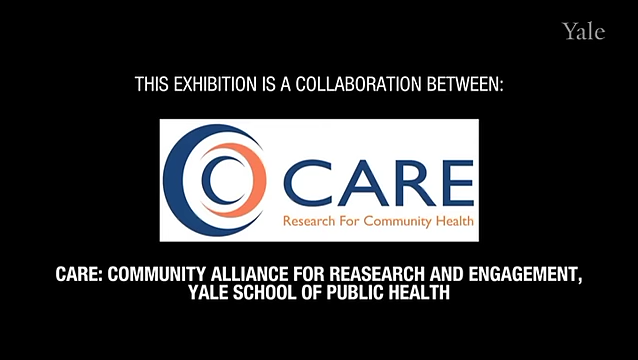 Yale
THIS EXHIBITION IS A COLLABORATION BETWEEN:
CARE
Research For Community Health
CARE: COMMUNITY ALLIANCE FOR REASEARCH AND ENGAGEMENT,
YALE SCHOOL OF PUBLIC HEALTH